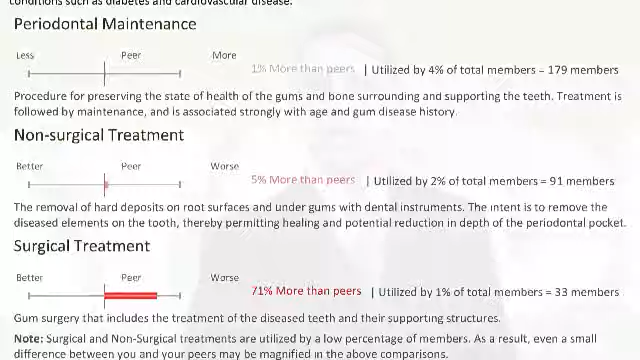 conditions such as diabetes and cardiovascular disease.
Periodontal Maintenance
Less Peer More
1% More than peers | Utilized by 4% of total members = 179 members
Procedure for preserving the state of health of the gums and bone surrounding and supporting the teeth. Treatment is
followed by maintenance, and is associated strongly with age and gum disease history.
Non-surgical Treatment
Better Peer Worse
5% More than peers | Utilized by 2% of total members = 91 members
The removal of hard deposits on root surfaces and under gums with dental instruments. The intent is to remove the
diseased elements on the tooth, thereby permitting healing and potential reduction in depth of the periodontal pocket.
Surgical Treatment
Better Peer Worse
71% More than peers | Utilized by 1% of total members = 33 members
Gum surgery that includes the treatment of the diseased teeth and their supporting structures.
Note: Surgical and Non-Surgical treatments are utilized by a low percentage of members. As a result, even a small
difference between you and your peers may be magnified in the above comparisons.